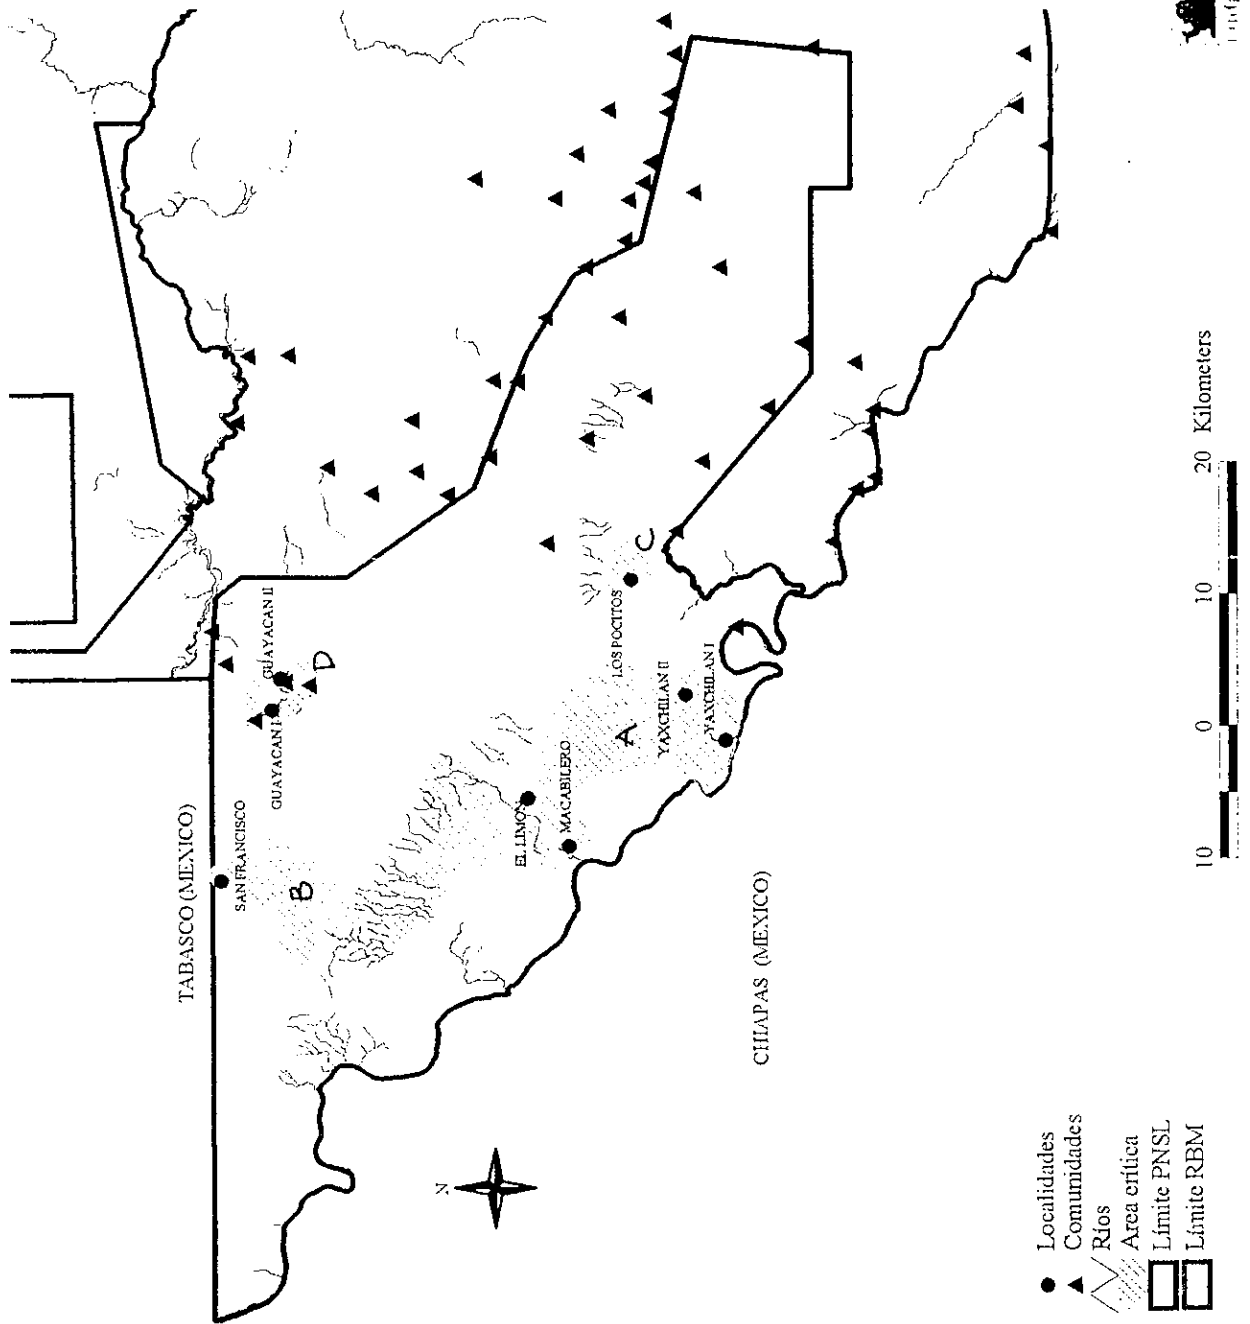 TABASCO (MEXICO)
SAN FRANCISCO
B
GUAYACAN I
GUAYACAN II
D
EL LIMON
MACABILERO
A
LOS POCITOS
C
YAXCHILAN II
YAXCHILAN I
CHIAPAS (MEXICO)
N
Localidades
Comunidades
Ríos
Area crítica
Límite PNSL
Límite RBM
10 0 10 20 Kilometers